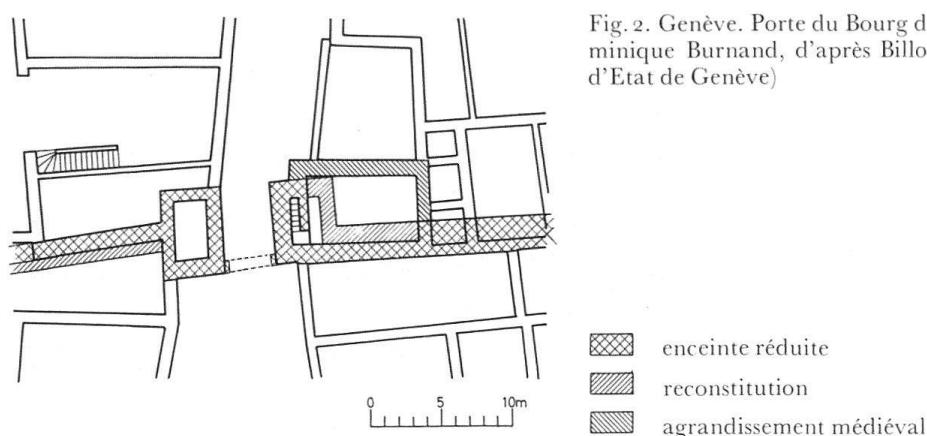 Fig. 2. Genève. Porte du Bourg d
minique Burnand, d'après Billo
d'Etat de Genève)
enceinte réduite
reconstitution
agrandissement médiéval
0 5 10m